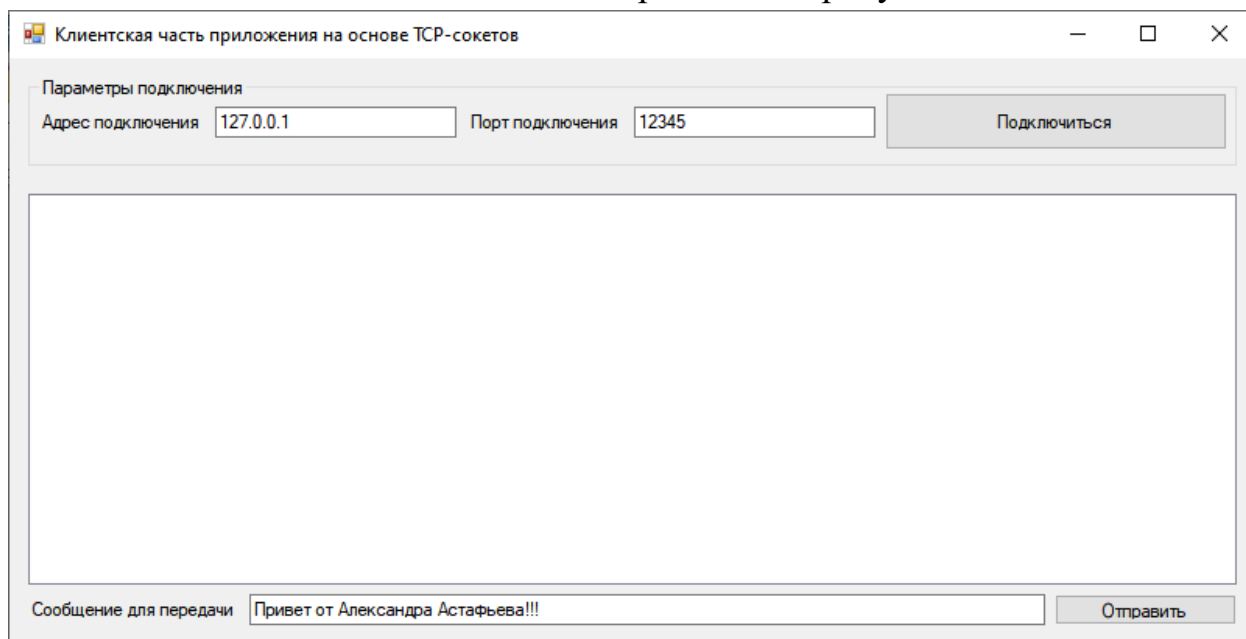 Клиентская часть приложения на основе TCP-сокетов
Параметры подключения
Адрес подключения 127.0.0.1 Порт подключения 12345 Подключиться
Сообщение для передачи Привет от Александра Астафьева!!! Отправить